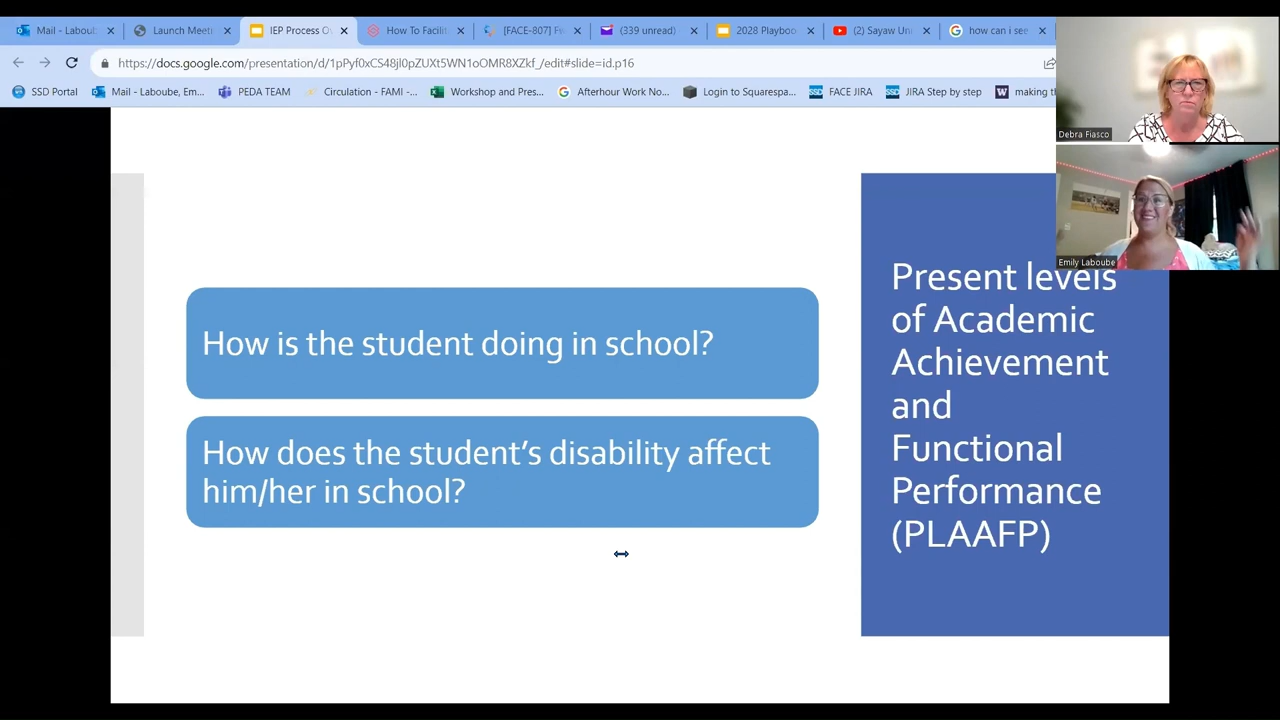 Mail - Laboub
Launch Meeti
IEP Process O
How To Facilit
[FACE-807]
(339 unread)
2028 Playboo
(2) Sayaw
how can i see
https://docs.google.com/presentation/d/1pPyf0xCS48jl0pZUXt5WN1oOMR8XZkf_/edit#slide=id.p16
SSD Portal
Mail - Laboube, Em...
PEDA TEAM
Circulation - FAMI -...
Workshop and Pres...
Afterhour Work No...
Login to Squarespa...
FACE JIRA
JIRA Step by step
making th
Debra Fiasco
Emily Laboube
How is the student doing in school?
How does the student's disability affect
him/her in school?
Present levels
of Academic
Achievement
and
Functional
Performance
(PLAAFP)